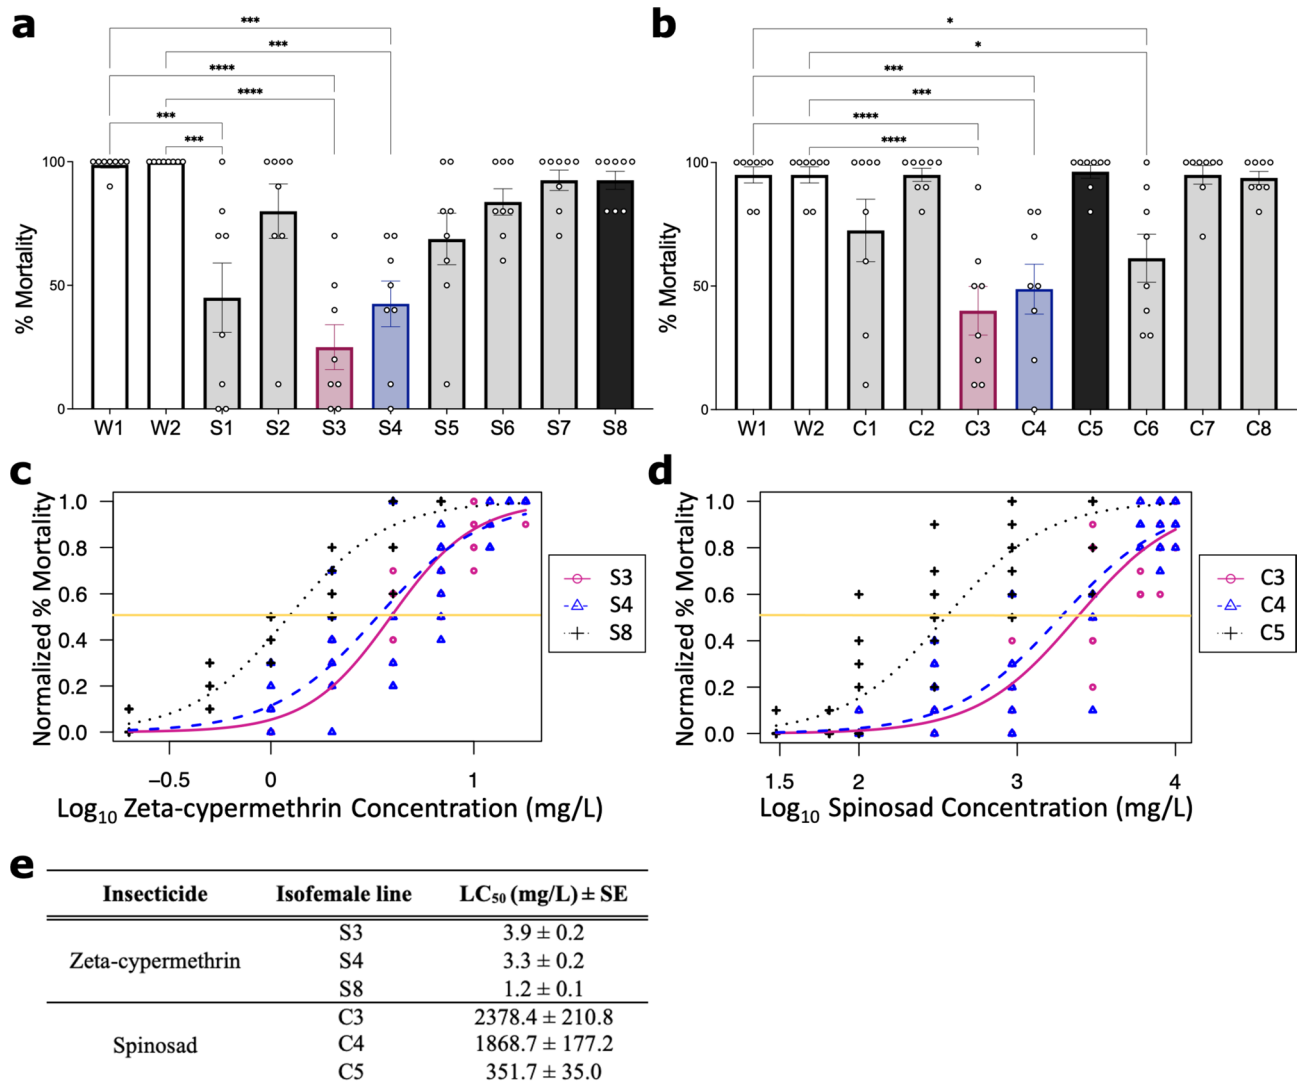 a
***
***
****
****
***
***
% Mortality
100
50
0
W1 W2 S1 S2 S3 S4 S5 S6 S7 S8
b
*
*
***
***
****
****
% Mortality
100
50
0
W1 W2 C1 C2 C3 C4 C5 C6 C7 C8
c
Normalized % Mortality
1.0
0.8
0.6
0.4
0.2
0.0
−0.5 0 1
Log10 Zeta-cypermethrin Concentration (mg/L)
S3
S4
S8
d
Normalized % Mortality
1.0
0.8
0.6
0.4
0.2
0.0
1.5 2 3 4
Log10 Spinosad Concentration (mg/L)
C3
C4
C5
e
Insecticide Isofemale line LC50 (mg/L) ± SE
S3 3.9 ± 0.2
Zeta-cypermethrin S4 3.3 ± 0.2
S8 1.2 ± 0.1
C3 2378.4 ± 210.8
Spinosad C4 1868.7 ± 177.2
C5 351.7 ± 35.0